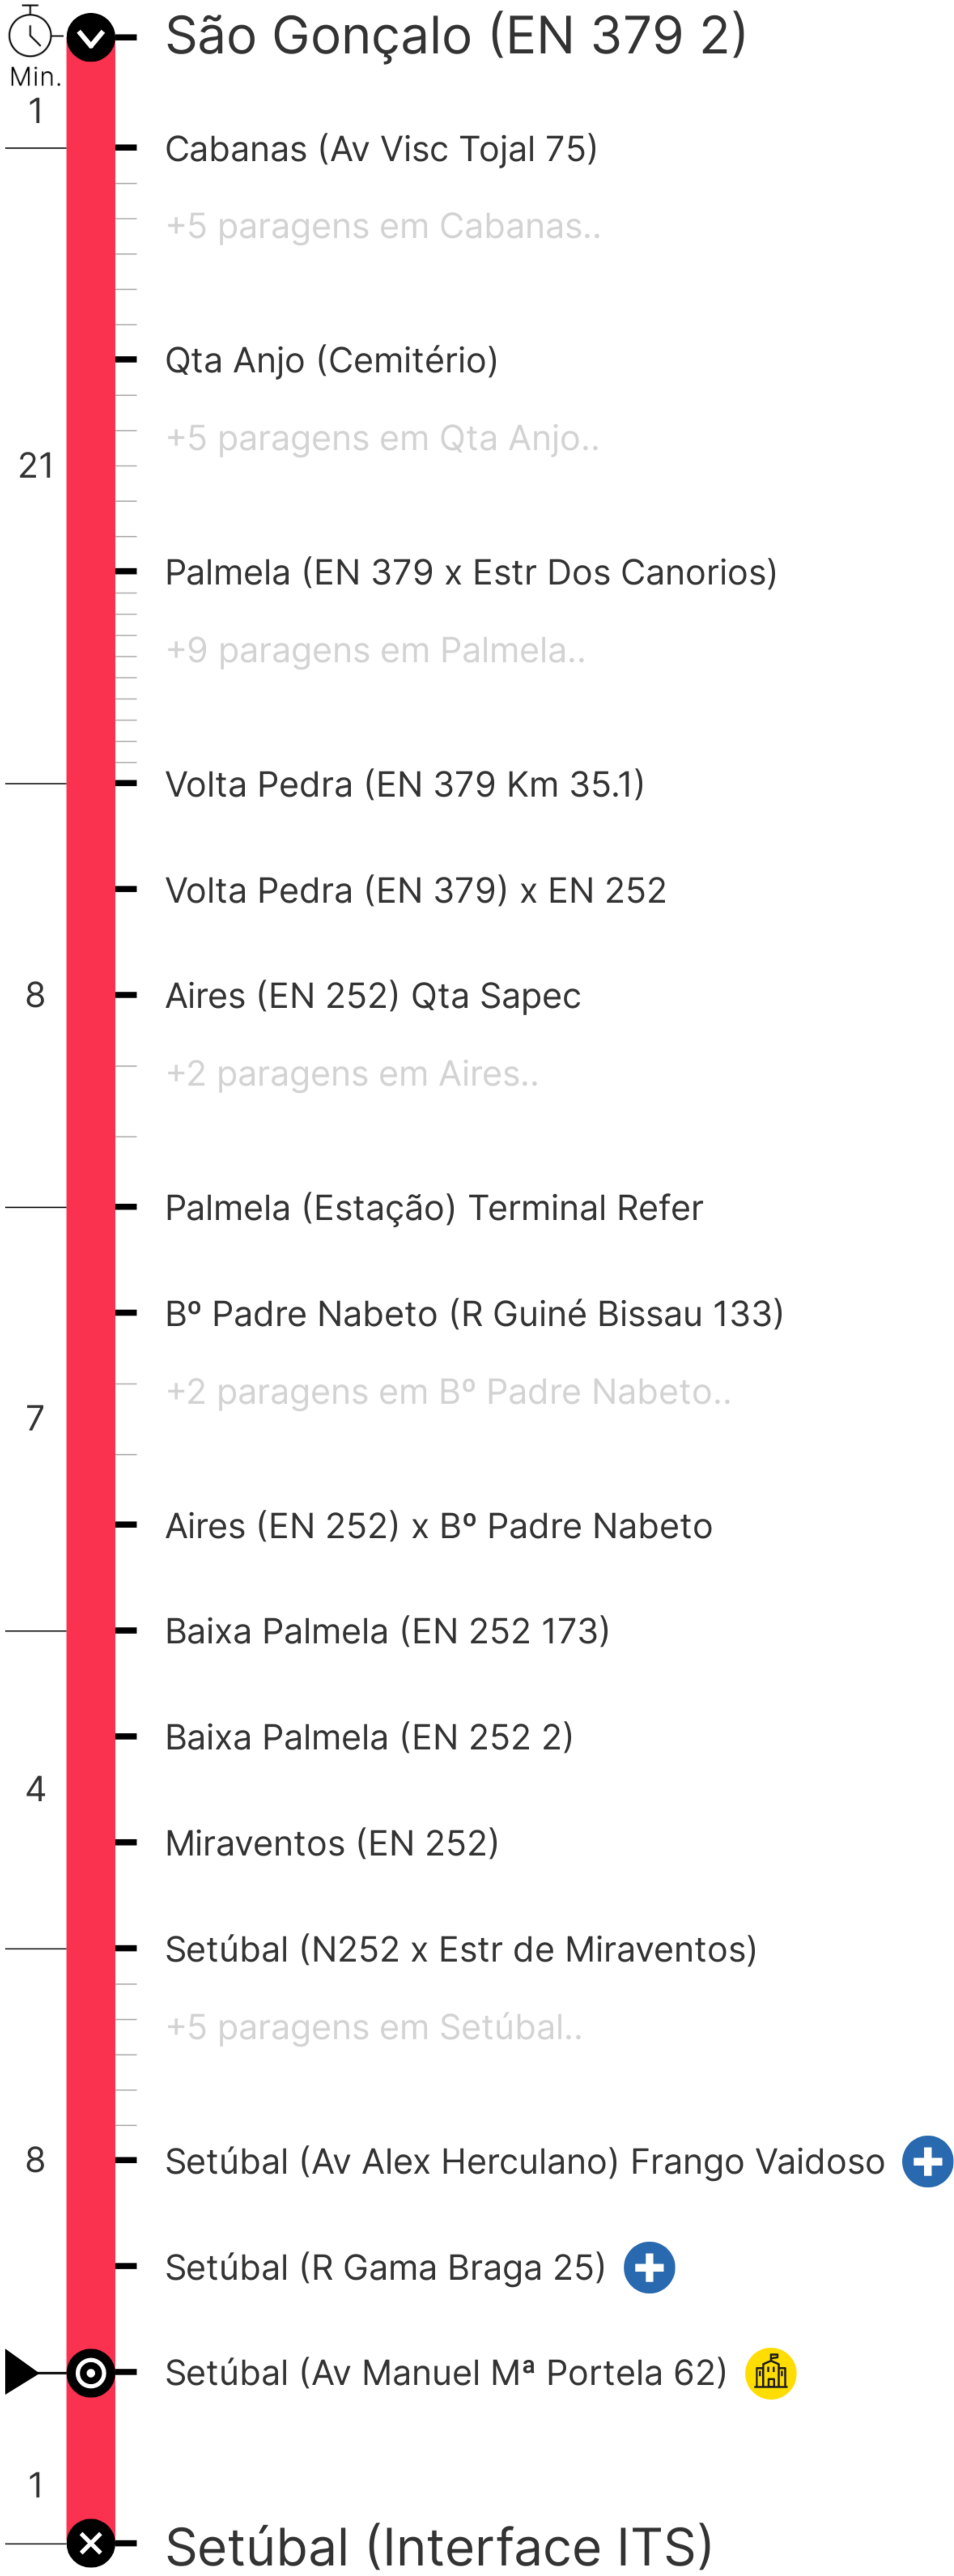 São Gonçalo (EN 379 2)
Min.
1
Cabanas (Av Visc Tojal 75)
+5 paragens em Cabanas..
Qta Anjo (Cemitério)
+5 paragens em Qta Anjo..
21
Palmela (EN 379 x Estr Dos Canorios)
+9 paragens em Palmela..
Volta Pedra (EN 379 Km 35.1)
Volta Pedra (EN 379) x EN 252
8
Aires (EN 252) Qta Sapec
+2 paragens em Aires..
Palmela (Estação) Terminal Refer
Bº Padre Nabeto (R Guiné Bissau 133)
+2 paragens em Bº Padre Nabeto..
7
Aires (EN 252) x Bº Padre Nabeto
Baixa Palmela (EN 252 173)
Baixa Palmela (EN 252 2)
4
Miraventos (EN 252)
Setúbal (N252 x Estr de Miraventos)
+5 paragens em Setúbal..
8
Setúbal (Av Alex Herculano) Frango Vaidoso
Setúbal (R Gama Braga 25)
Setúbal (Av Manuel Mª Portela 62)
1
Setúbal (Interface ITS)